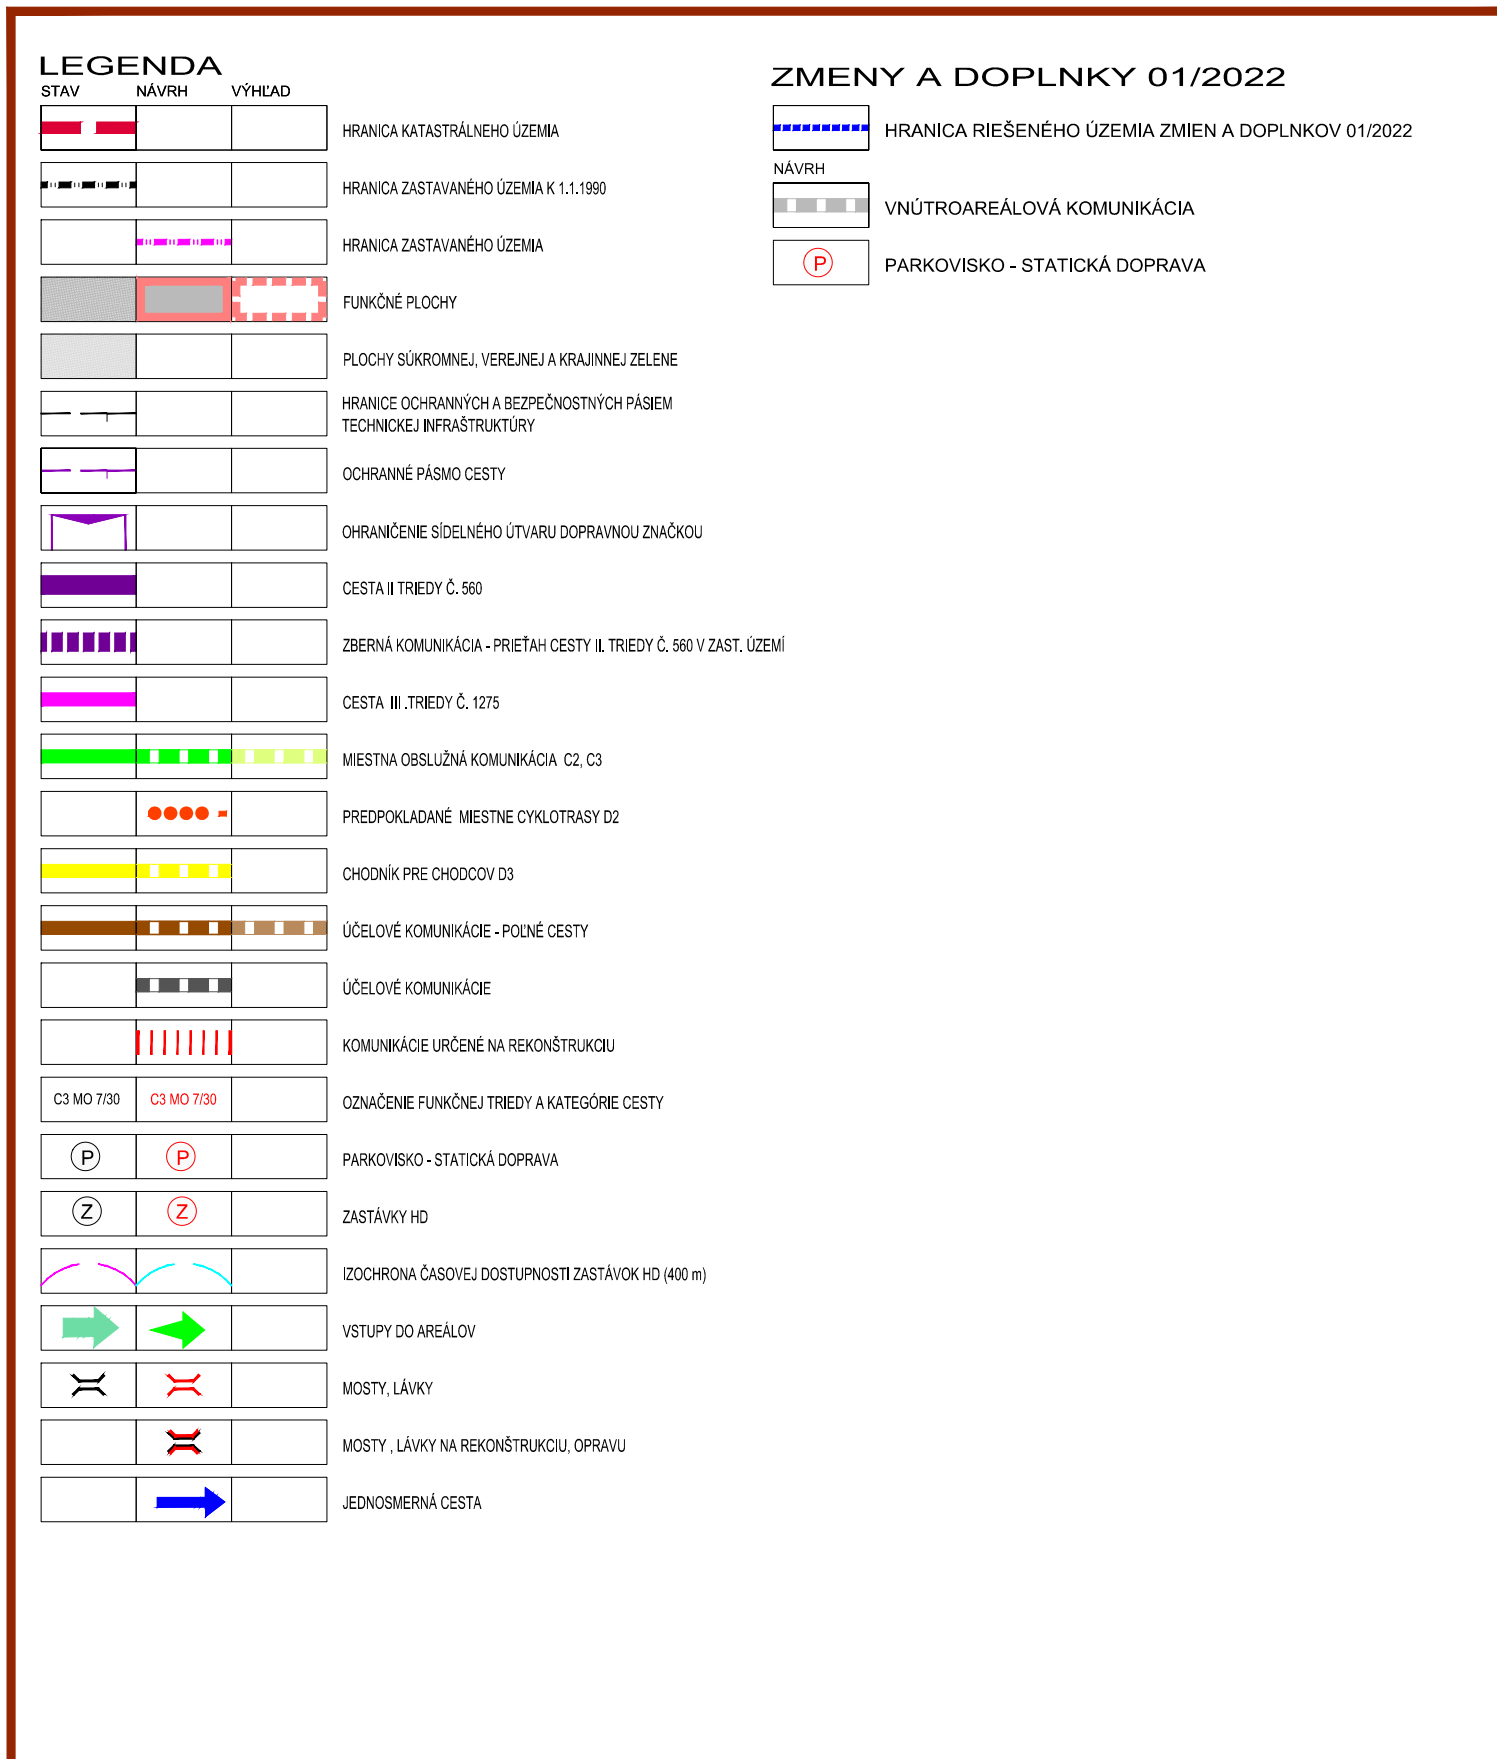 LEGENDA
STAV NÁVRH VÝHĽAD
HRANICA KATASTRÁLNEHO ÚZEMIA
HRANICA ZASTAVANÉHO ÚZEMIA K 1.1.1990
HRANICA ZASTAVANÉHO ÚZEMIA
FUNKČNÉ PLOCHY
PLOCHY SÚKROMNEJ, VEREJNEJ A KRAJINNEJ ZELENE
HRANICE OCHRANNÝCH A BEZPEČNOSTNÝCH PÁSIEM
TECHNICKEJ INFRAŠTRUKTÚRY
OCHRANNÉ PÁSMO CESTY
OHRANIČENIE SÍDELNÉHO ÚTVARU DOPRAVNOU ZNAČKOU
CESTA II TRIEDY Č. 560
ZBERNÁ KOMUNIKÁCIA - PRIEŤAH CESTY II. TRIEDY Č. 560 V ZAST. ÚZEMÍ
CESTA III .TRIEDY Č. 1275
MIESTNA OBSLUŽNÁ KOMUNIKÁCIA C2, C3
PREDPOKLADANÉ MIESTNE CYKLOTRASY D2
CHODNÍK PRE CHODCOV D3
ÚČELOVÉ KOMUNIKÁCIE - POĽNÉ CESTY
ÚČELOVÉ KOMUNIKÁCIE
KOMUNIKÁCIE URČENÉ NA REKONŠTRUKCIU
C3 MO 7/30 C3 MO 7/30 OZNAČENIE FUNKČNEJ TRIEDY A KATEGÓRIE CESTY
P P PARKOVISKO - STATICKÁ DOPRAVA
Z Z ZASTÁVKY HD
IZOCHRONA ČASOVEJ DOSTUPNOSTI ZASTÁVOK HD (400 m)
VSTUPY DO AREÁLOV
MOSTY, LÁVKY
MOSTY , LÁVKY NA REKONŠTRUKCIU, OPRAVU
JEDNOSMERNÁ CESTA
ZMENY A DOPLNKY 01/2022
HRANICA RIEŠENÉHO ÚZEMIA ZMIEN A DOPLNKOV 01/2022
NÁVRH
VNÚTROAREÁLOVÁ KOMUNIKÁCIA
P PARKOVISKO - STATICKÁ DOPRAVA